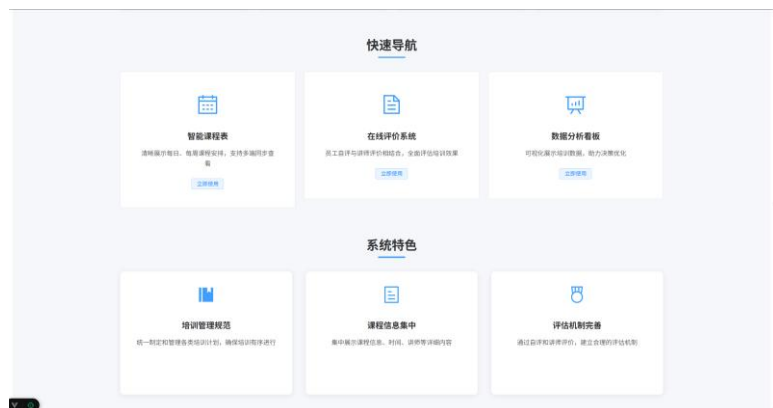 快速导航
智能课程表
清晰展示每日、每周课程安排，支持多端同步查
看
立即使用
在线评价系统
员工自评与讲师评价相结合，全面评估培训效果
立即使用
数据分析看板
可视化展示培训数据，助力决策优化
立即使用
系统特色
培训管理规范
统一制定和管理各类培训计划，确保培训有序进行
课程信息集中
集中展示课程信息、时间、讲师等详细内容
评估机制完善
通过自评和讲师评价，建立合理的评估机制